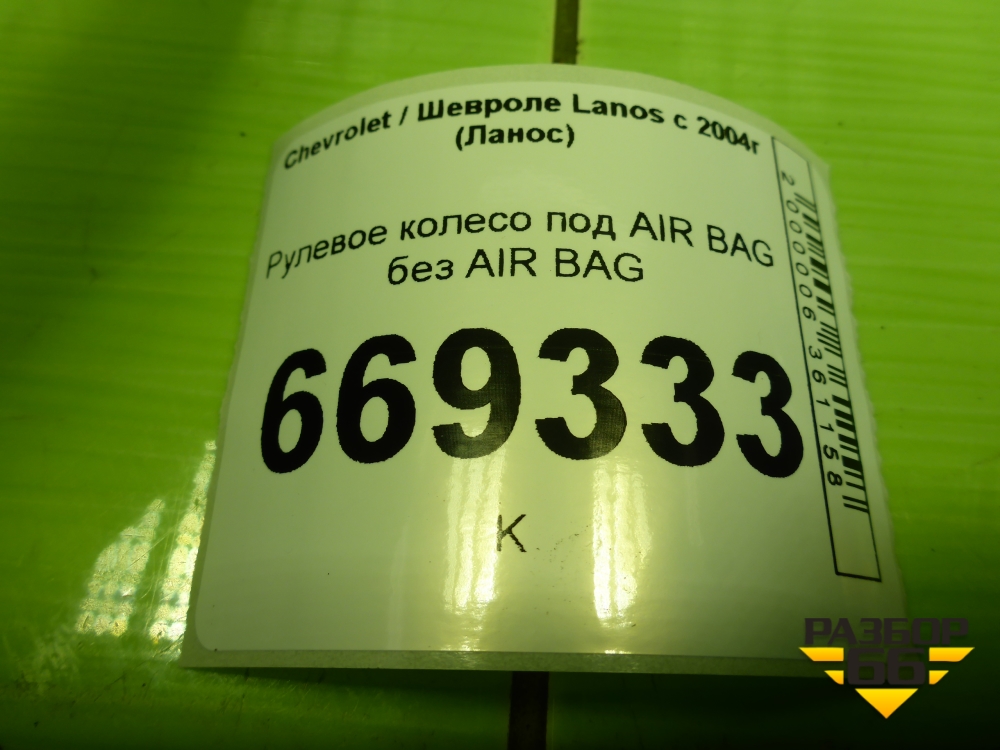 Chevrolet / Шевроле Lanos с 2004г
(Ланос)
Рулевое колесо под AIR BAG
без AIR BAG
669333
К
2000006361158
РАЗБОР
66